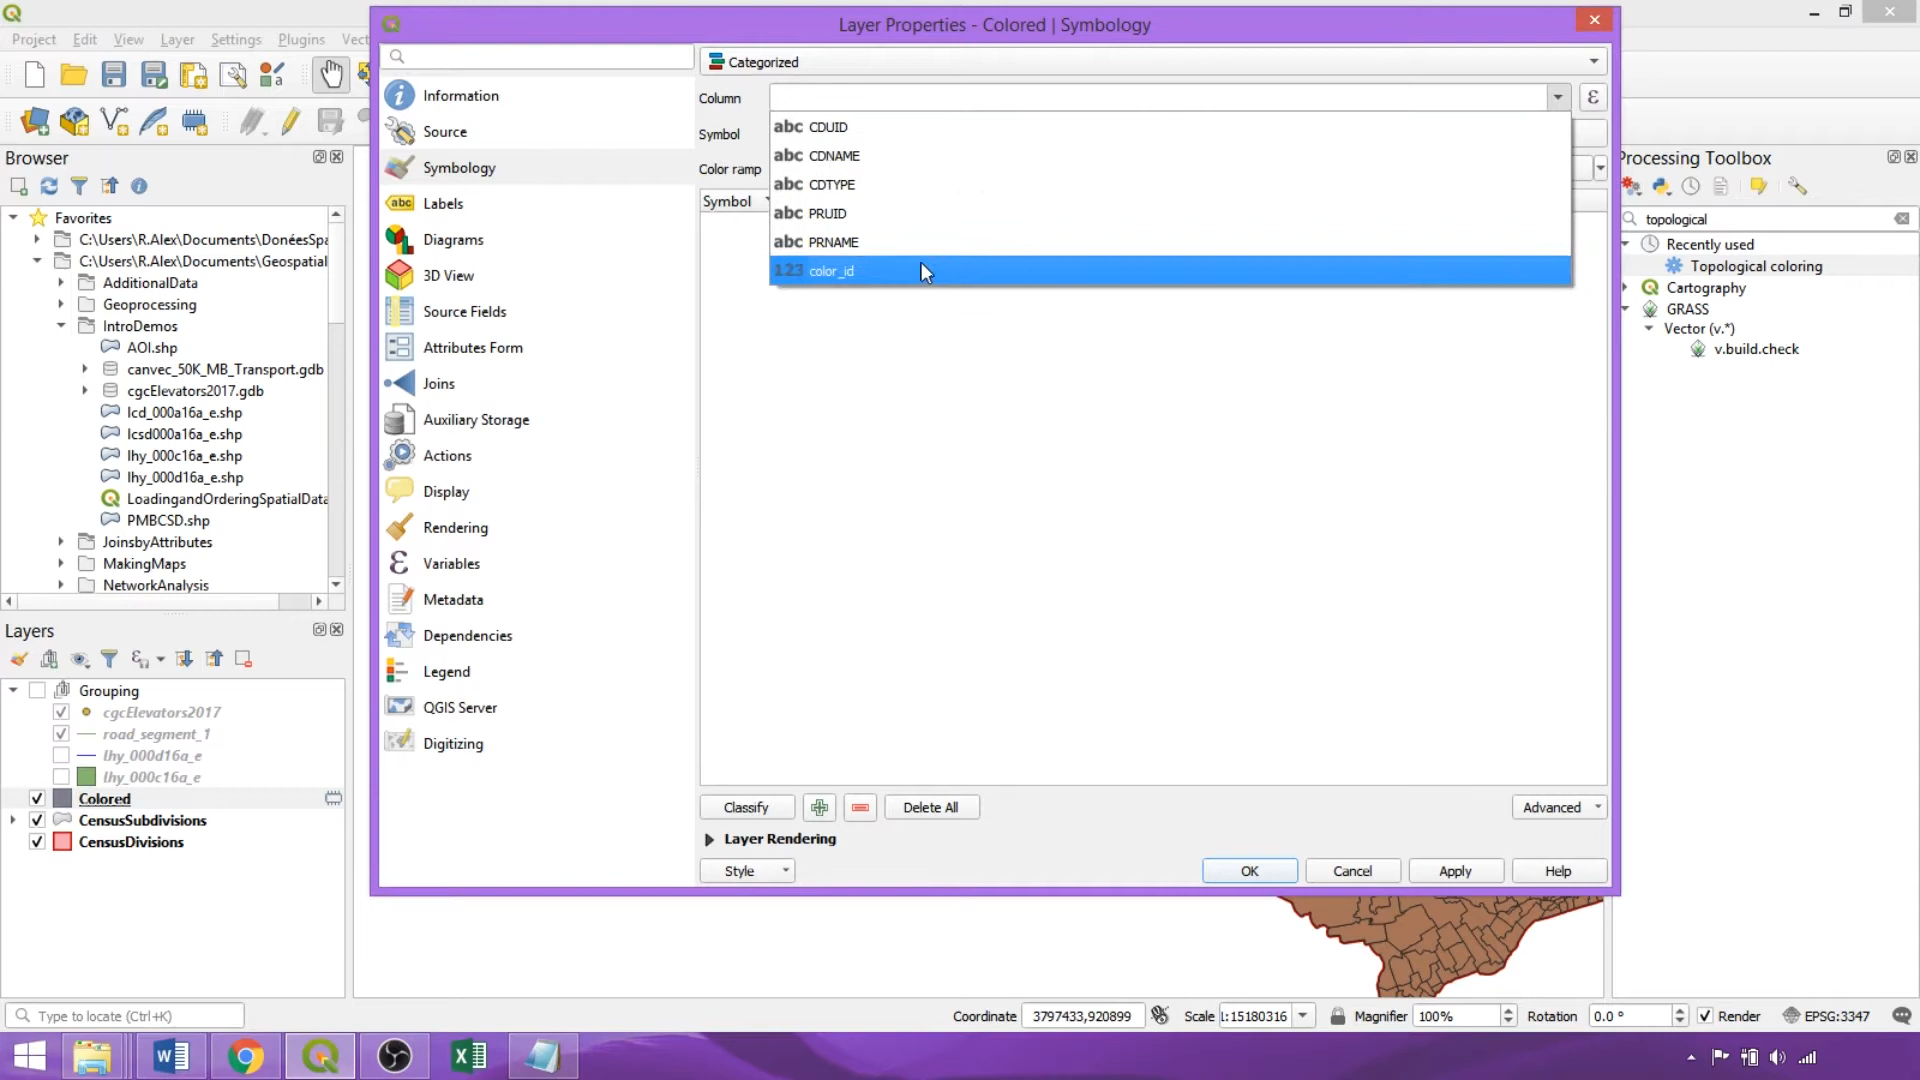 Layer Properties - Colored | Symbology
Project Edit View Layer Settings Plugins Vect
Categorized
Column
Symbol
Color ramp
Symbol
abc CDUID
abc CDNAME
abc CDTYPE
abc PRUID
abc PRNAME
123 color_id
Information
Source
Symbology
Labels
Diagrams
3D View
Source Fields
Attributes Form
Joins
Auxiliary Storage
Actions
Display
Rendering
Variables
Metadata
Dependencies
Legend
QGIS Server
Digitizing
Classify
Delete All
Advanced
Layer Rendering
Style
OK
Cancel
Apply
Help
Browser
Favorites
C:\Users\R.Alex\Documents\DonéesSpa
C:\Users\R.Alex\Documents\Geospatial
AdditionalData
Geoprocessing
IntroDemos
AOI.shp
canvec_50K_MB_Transport.gdb
cgcElevators2017.gdb
lcd_000a16a_e.shp
lcsd000a16a_e.shp
lhy_000c16a_e.shp
lhy_000d16a_e.shp
LoadingandOrderingSpatialData
PMBCSD.shp
JoinsbyAttributes
MakingMaps
NetworkAnalysis
Layers
Grouping
cgcElevators2017
road_segment_1
lhy_000d16a_e
lhy_000c16a_e
Colored
CensusSubdivisions
CensusDivisions
Processing Toolbox
topological
Recently used
Topological coloring
Cartography
GRASS
Vector (v.*)
v.build.check
Type to locate (Ctrl+K)
Coordinate 3797433,920899
Scale 1:15180316
Magnifier 100%
Rotation 0.0 °
Render
EPSG:3347